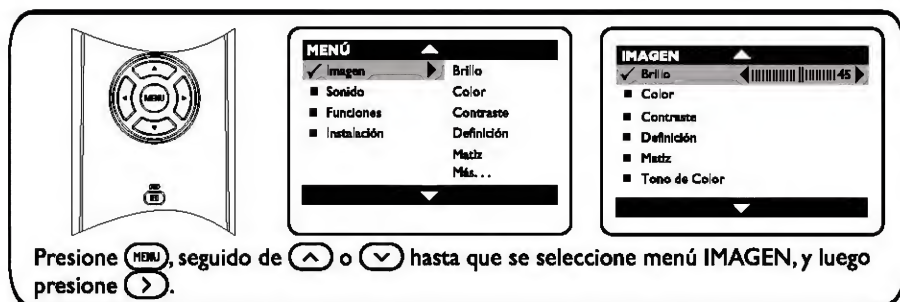 MENU
MENÚ
Imagen Brillo
Sonido Color
Funciones Contraste
Instalación Definición
Matiz
Más...
IMAGEN
Brillo 45
Color
Contraste
Definición
Matiz
Tono de Color
Presione MENU, seguido de o hasta que se seleccione menú IMAGEN, y luego
presione .